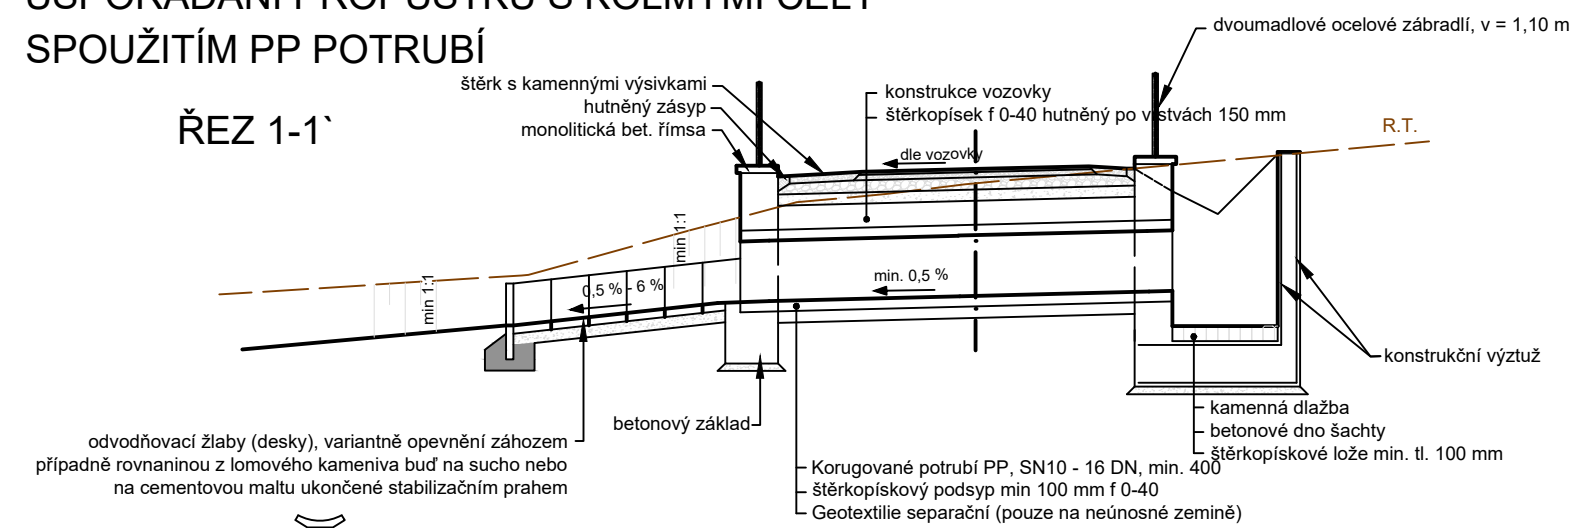 USPOŘÁDÁNÍ PROPUSTKU S KOLMÝMI ČELY
SPOUŽITÍM PP POTRUBÍ
ŘEZ 1-1`
dvoumadlové ocelové zábradlí, v = 1,10 m
štěrk s kamennými výsivkami
hutněný zásyp
monolitická bet. římsa
konstrukce vozovky
štěrkopísek f 0-40 hutněný po vrstvách 150 mm
R.T.
dle vozovky
min 1:1
min 1:1
0,5 % - 6 %
min. 0,5 %
konstrukční výztuž
kamenná dlažba
betonové dno šachty
štěrkopískové lože min. tl. 100 mm
betonový základ
odvodňovací žlaby (desky), variantně opevnění záhozem
případně rovnaninou z lomového kameniva buď na sucho nebo
na cementovou maltu ukončené stabilizačním prahem
Korugované potrubí PP, SN10 - 16 DN, min. 400
štěrkopískový podsyp min 100 mm f 0-40
Geotextilie separační (pouze na neúnosné zemině)